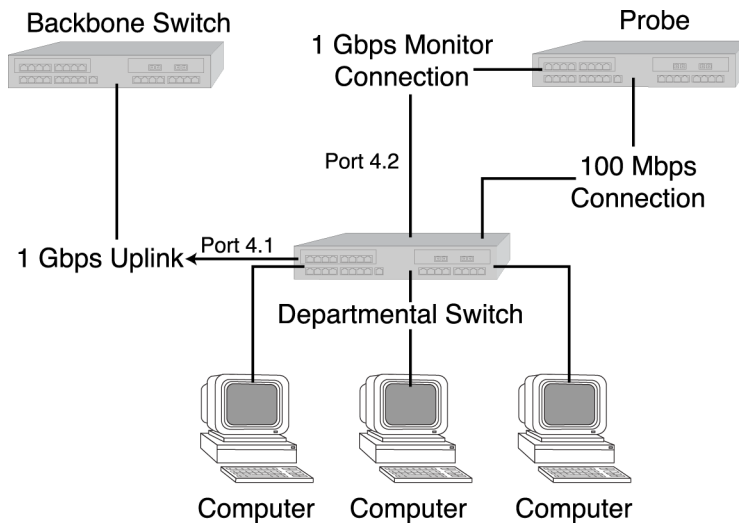 Backbone Switch
1 Gbps Monitor
Connection
Probe
Port 4.2
100 Mbps
Connection
1 Gbps Uplink
Port 4.1
Departmental Switch
Computer
Computer
Computer